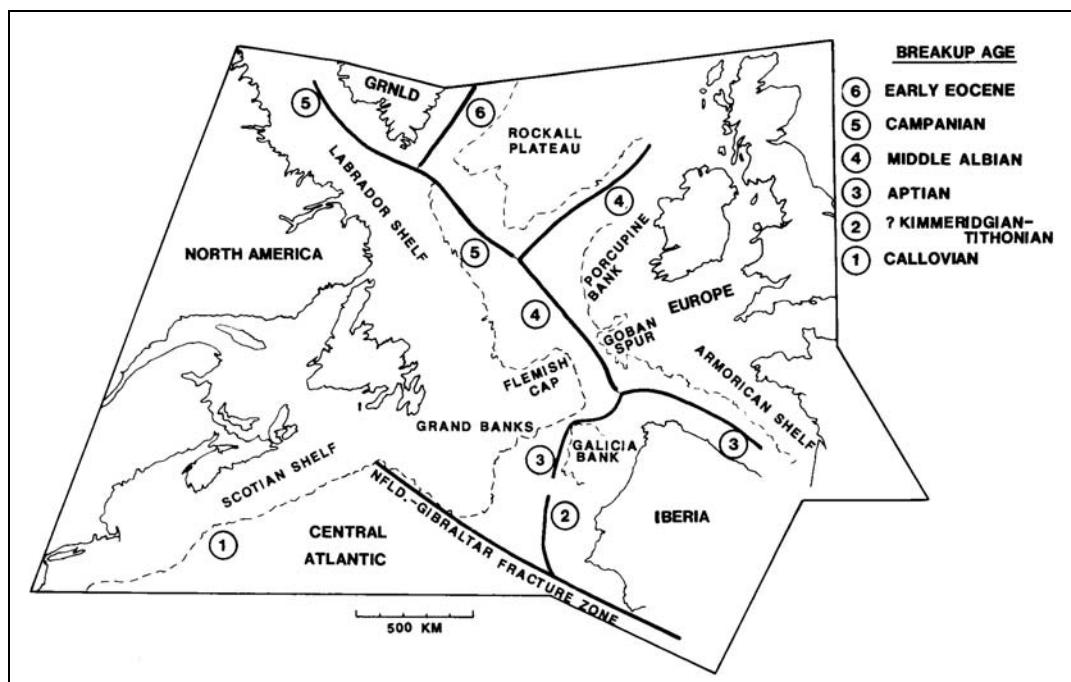 BREAKUP AGE
6 EARLY EOCENE
5 CAMPANIAN
4 MIDDLE ALBIAN
3 APTIAN
2 ? KIMMERIDGIAN-
TITHONIAN
1 CALLOVIAN
GRNLD
5
6
ROCKALL
PLATEAU
LABRADOR SHELF
4
NORTH AMERICA
5
PORCUPINE
BANK
EUROPE
4
GOBAN
SPUR
ARMORICAN SHELF
FLEMISH
CAP
GRAND BANKS
GALICIA
BANK
3
3
SCOTIAN SHELF
NFLD.-GIBRALTAR FRACTURE ZONE
2
IBERIA
1
CENTRAL
ATLANTIC
500 KM